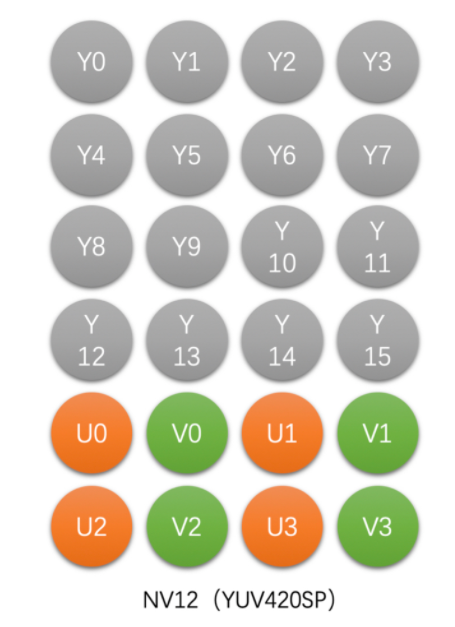 Y0 Y1 Y2 Y3
Y4 Y5 Y6 Y7
Y8 Y9 Y 10 Y 11
Y 12 Y 13 Y 14 Y 15
U0 V0 U1 V1
U2 V2 U3 V3
NV12（YUV420SP）